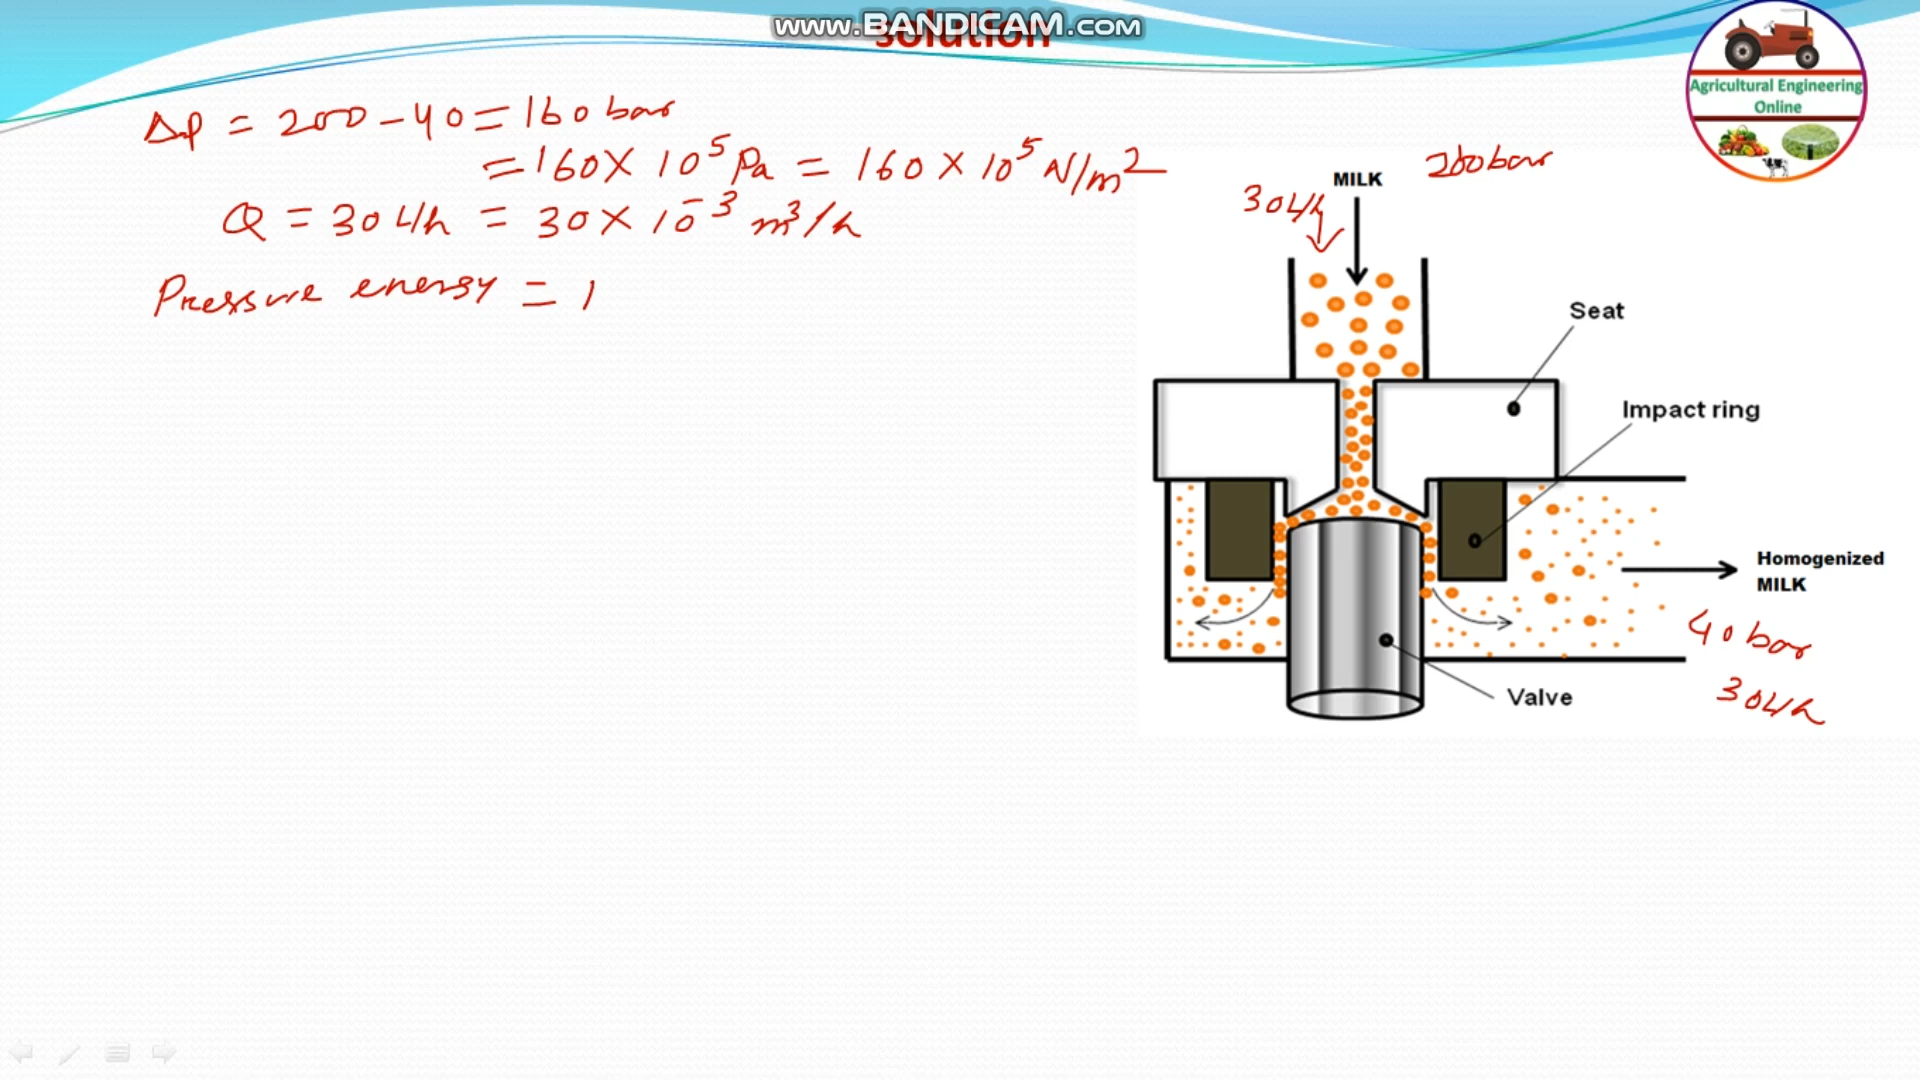 www.BANDICAM.com
solution
Agricultural Engineering
Online
Δp = 200 - 40 = 160 bar
= 160 × 10⁵ Pa = 160 × 10⁵ N/m²
Q = 30 L/h = 30 × 10⁻³ m³/h
Pressure energy =
200 bar
MILK
30 L/h
Seat
Impact ring
Homogenized
MILK
40 bar
Valve
30 L/h